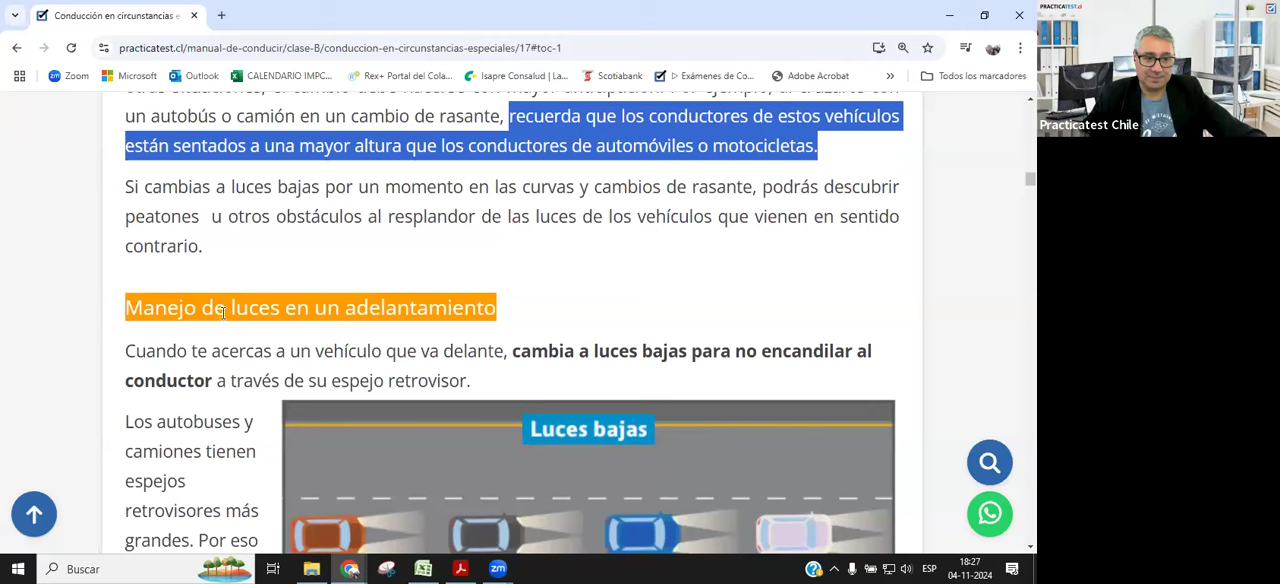 Conducción en circunstancias e
PRACTICATEST.cl
practicatest.cl/manual-de-conducir/clase-B/conduccion-en-circunstancias-especiales/17#toc-1
Zoom
Microsoft
Outlook
CALENDARIO IMPC...
Rex+ Portal del Cola...
Isapre Consalud | La...
Scotiabank
▷ Exámenes de Co...
Adobe Acrobat
»
Todos los marcadores
Practicatest Chile
un autobús o camión en un cambio de rasante, recuerda que los conductores de estos vehículos
están sentados a una mayor altura que los conductores de automóviles o motocicletas.
Si cambias a luces bajas por un momento en las curvas y cambios de rasante, podrás descubrir
peatones u otros obstáculos al resplandor de las luces de los vehículos que vienen en sentido
contrario.
Manejo de luces en un adelantamiento
Cuando te acercas a un vehículo que va delante, cambia a luces bajas para no encandilar al
conductor a través de su espejo retrovisor.
Los autobuses y
camiones tienen
espejos
retrovisores más
grandes. Por eso
Luces bajas
Buscar
ESP
18:27
04-11-2024